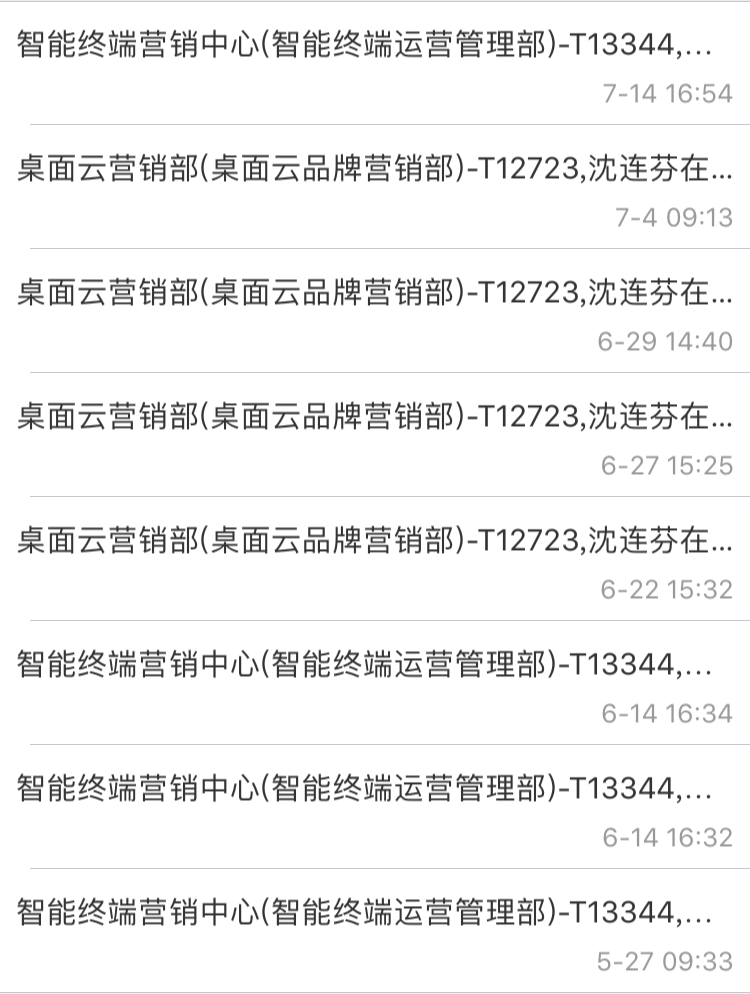 智能终端营销中心(智能终端运营管理部)-T13344,...
7-14 16:54
桌面云营销部(桌面云品牌营销部)-T12723,沈连芬在...
7-4 09:13
桌面云营销部(桌面云品牌营销部)-T12723,沈连芬在...
6-29 14:40
桌面云营销部(桌面云品牌营销部)-T12723,沈连芬在...
6-27 15:25
桌面云营销部(桌面云品牌营销部)-T12723,沈连芬在...
6-22 15:32
智能终端营销中心(智能终端运营管理部)-T13344,...
6-14 16:34
智能终端营销中心(智能终端运营管理部)-T13344,...
6-14 16:32
智能终端营销中心(智能终端运营管理部)-T13344,...
5-27 09:33